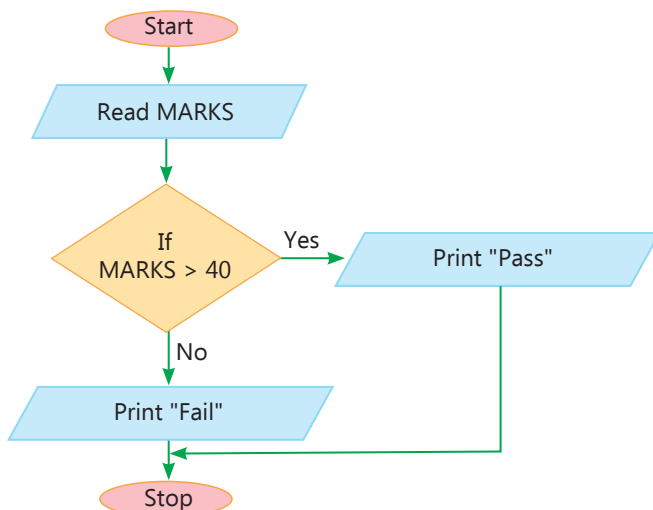 Start
Read MARKS
If
MARKS > 40
Yes
Print "Pass"
No
Print "Fail"
Stop